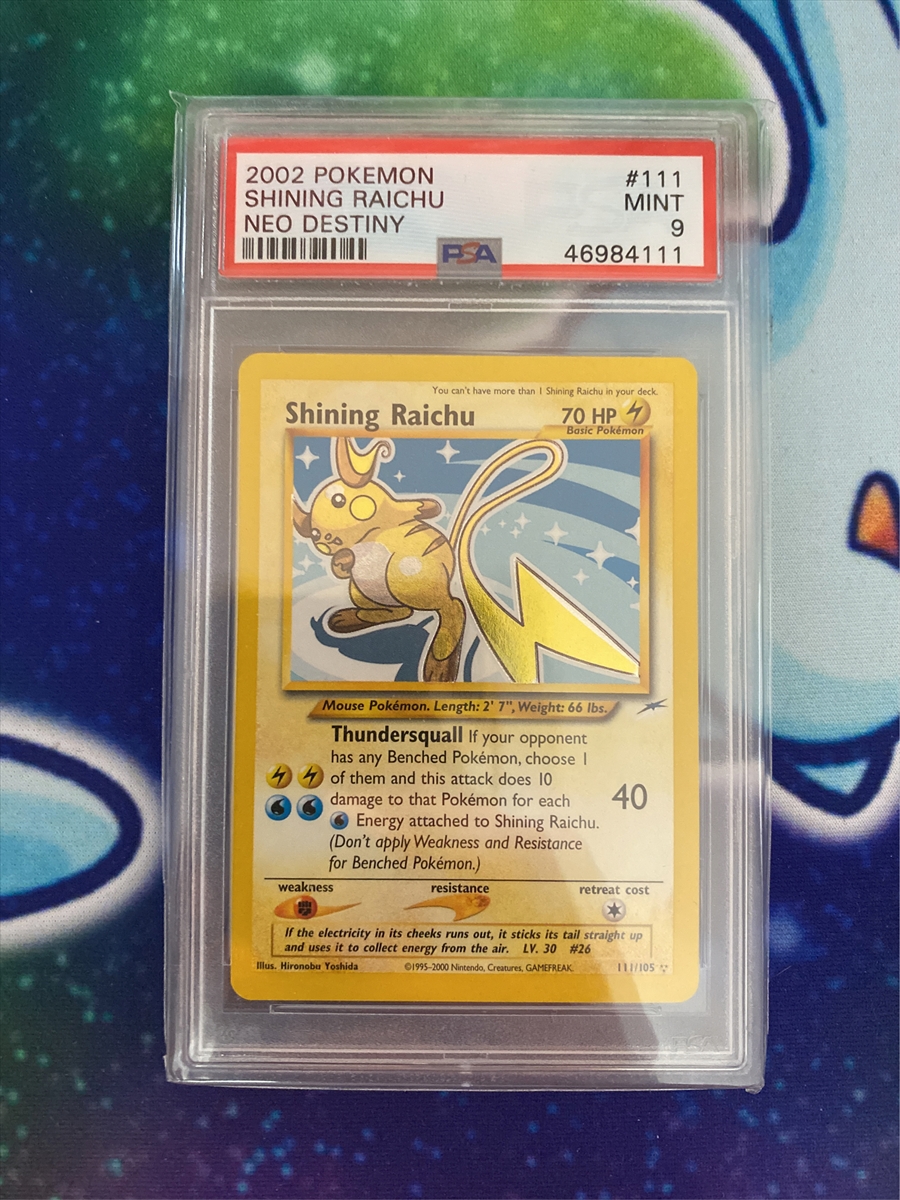 2002 POKEMON #111
SHINING RAICHU MINT
NEO DESTINY 9
PSA 46984111
You can't have more than 1 Shining Raichu in your deck.
Shining Raichu 70 HP
Basic Pokémon
Mouse Pokémon. Length: 2' 7", Weight: 66 lbs.
Thundersquall If your opponent
has any Benched Pokémon, choose 1
of them and this attack does 10
damage to that Pokémon for each 40
Energy attached to Shining Raichu.
(Don't apply Weakness and Resistance
for Benched Pokémon.)
weakness resistance retreat cost
If the electricity in its cheeks runs out, it sticks its tail straight up
and uses it to collect energy from the air. LV. 30 #26
Illus. Hironobu Yoshida ©1995-2000 Nintendo, Creatures, GAMEFREAK. 111/105